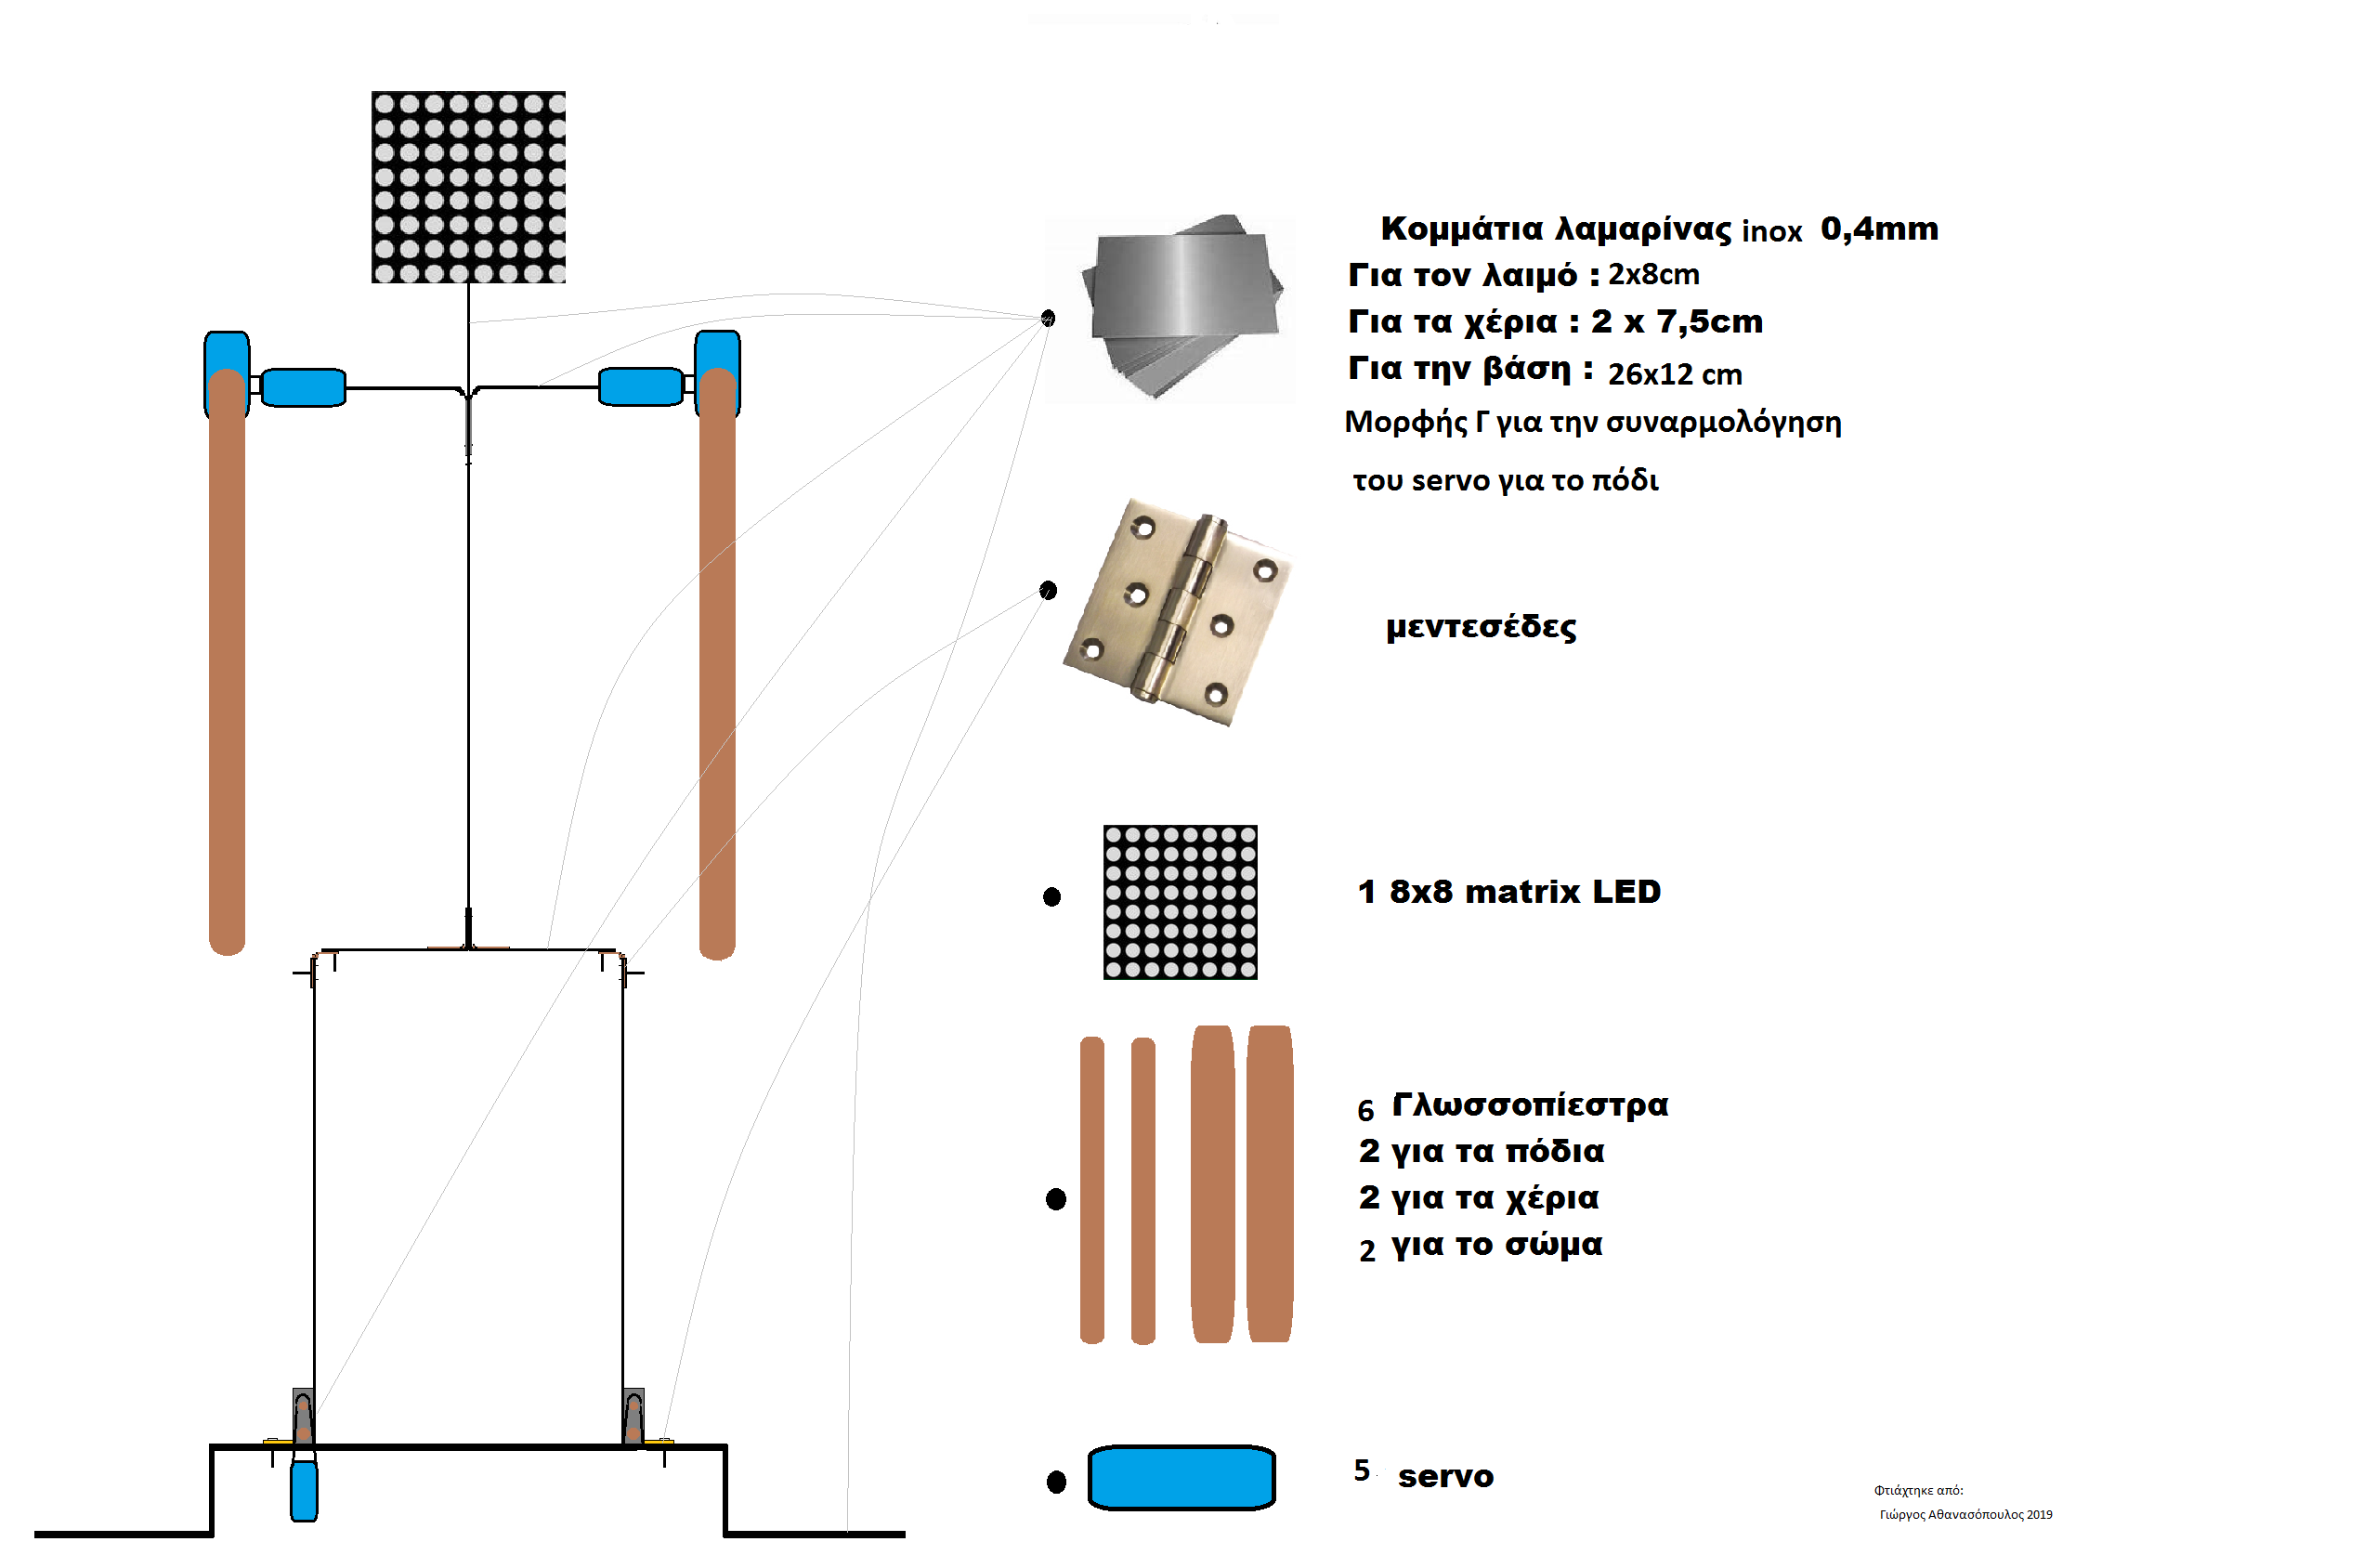 Κομμάτια λαμαρίνας inox 0,4mm
Για τον λαιμό : 2x8cm
Για τα χέρια : 2 x 7,5cm
Για την βάση : 26x12 cm
Μορφής Γ για την συναρμολόγηση
του servo για το πόδι
μεντεσέδες
1 8x8 matrix LED
6 Γλωσσοπίεστρα
2 για τα πόδια
2 για τα χέρια
2 για το σώμα
5 servo
Φτιάχτηκε από:
Γιώργος Αθανασόπουλος 2019